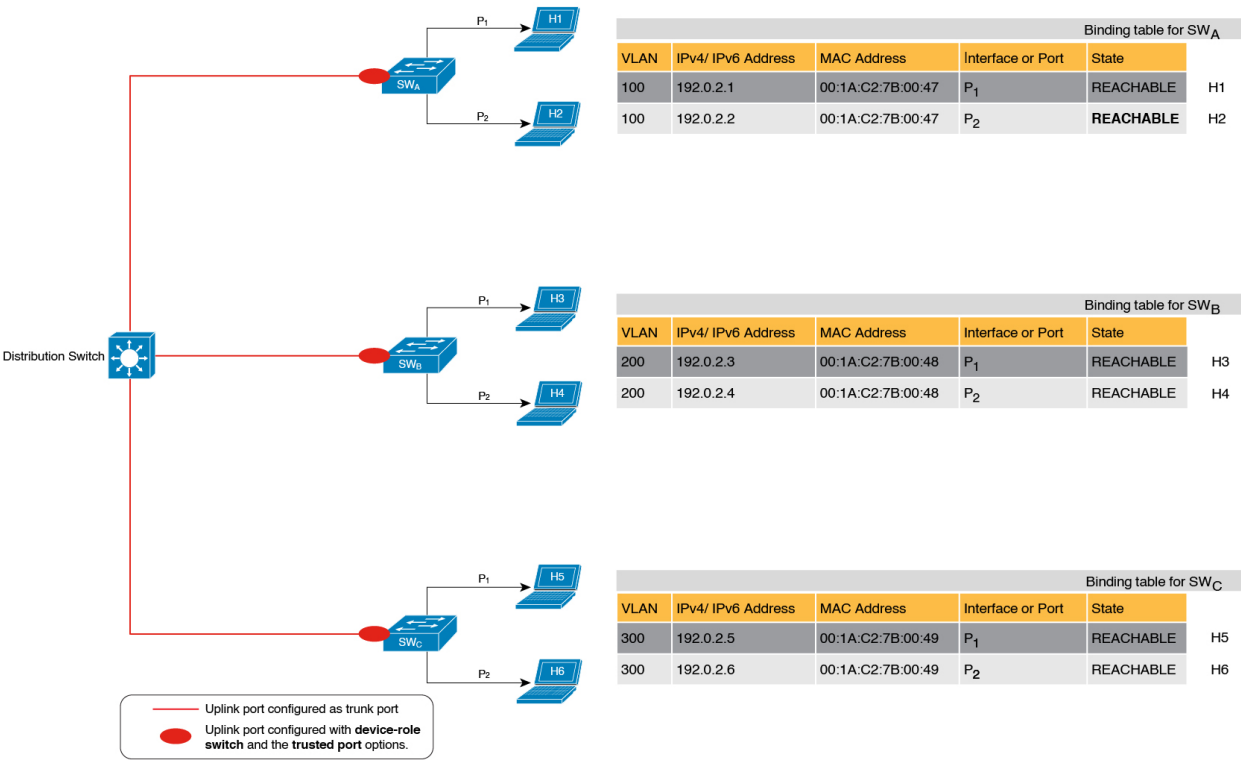 P1
H1
SWA
P2
H2
Binding table for SWA
VLAN IPv4/ IPv6 Address MAC Address Interface or Port State
100 192.0.2.1 00:1A:C2:7B:00:47 P1 REACHABLE H1
100 192.0.2.2 00:1A:C2:7B:00:47 P2 REACHABLE H2
P1
H3
SWB
P2
H4
Binding table for SWB
VLAN IPv4/ IPv6 Address MAC Address Interface or Port State
200 192.0.2.3 00:1A:C2:7B:00:48 P1 REACHABLE H3
200 192.0.2.4 00:1A:C2:7B:00:48 P2 REACHABLE H4
Distribution Switch
P1
H5
SWC
P2
H6
Binding table for SWC
VLAN IPv4/ IPv6 Address MAC Address Interface or Port State
300 192.0.2.5 00:1A:C2:7B:00:49 P1 REACHABLE H5
300 192.0.2.6 00:1A:C2:7B:00:49 P2 REACHABLE H6
Uplink port configured as trunk port
Uplink port configured with device-role
switch and the trusted port options.